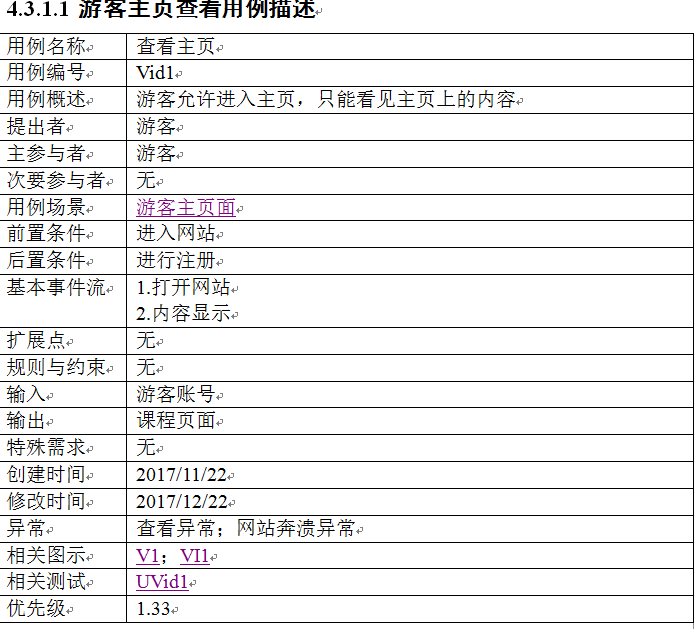 4.3.1.1 游客主页查看用例描述
用例名称 查看主页
用例编号 Vid1
用例概述 游客允许进入主页，只能看见主页上的内容
提出者 游客
主参与者 游客
次要参与者 无
用例场景 游客主页面
前置条件 进入网站
后置条件 进行注册
基本事件流 1.打开网站
2.内容显示
扩展点 无
规则与约束 无
输入 游客账号
输出 课程页面
特殊需求 无
创建时间 2017/11/22
修改时间 2017/12/22
异常 查看异常；网站奔溃异常
相关图示 V1；VI1
相关测试 UVid1
优先级 1.33